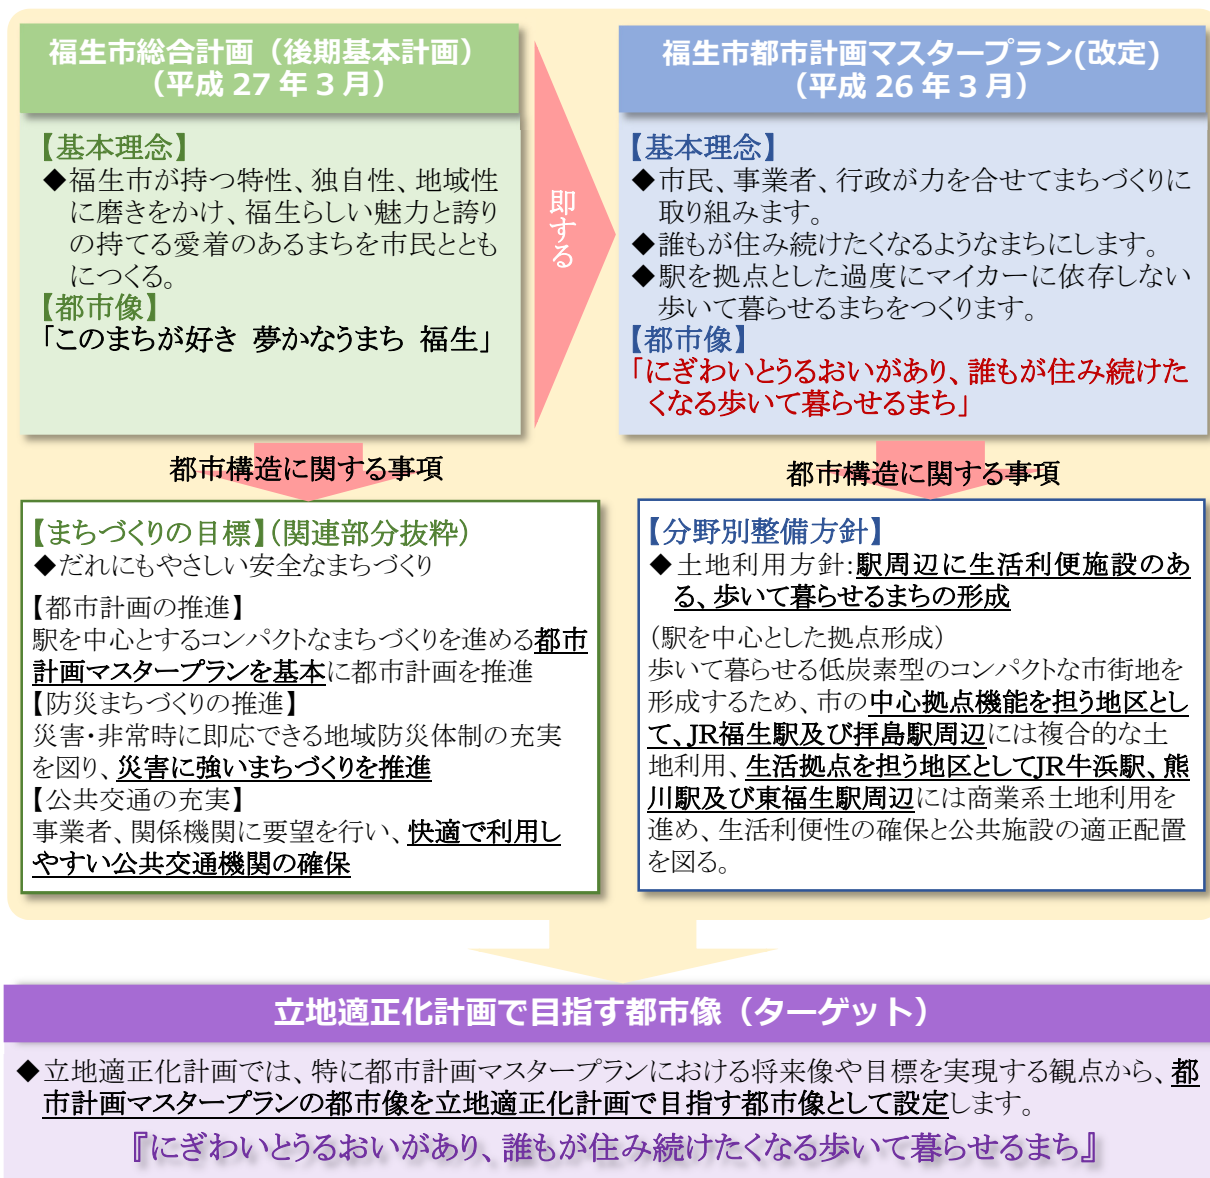 福生市総合計画（後期基本計画）
（平成 27 年 3 月）
【基本理念】
◆福生市が持つ特性、独自性、地域性
に磨きをかけ、福生らしい魅力と誇り
の持てる愛着のあるまちを市民ととも
につくる。
【都市像】
「このまちが好き 夢かなうまち 福生」
即する
福生市都市計画マスタープラン(改定)
（平成 26 年 3 月）
【基本理念】
◆市民、事業者、行政が力を合せてまちづくりに
取り組みます。
◆誰もが住み続けたくなるようなまちにします。
◆駅を拠点とした過度にマイカーに依存しない
歩いて暮らせるまちをつくります。
【都市像】
「にぎわいとうるおいがあり、誰もが住み続けた
くなる歩いて暮らせるまち」
都市構造に関する事項
【まちづくりの目標】（関連部分抜粋）
◆だれにもやさしい安全なまちづくり
【都市計画の推進】
駅を中心とするコンパクトなまちづくりを進める都市
計画マスタープランを基本に都市計画を推進
【防災まちづくりの推進】
災害・非常時に即応できる地域防災体制の充実
を図り、災害に強いまちづくりを推進
【公共交通の充実】
事業者、関係機関に要望を行い、快適で利用し
やすい公共交通機関の確保
都市構造に関する事項
【分野別整備方針】
◆土地利用方針:駅周辺に生活利便施設のあ
る、歩いて暮らせるまちの形成
（駅を中心とした拠点形成）
歩いて暮らせる低炭素型のコンパクトな市街地を
形成するため、市の中心拠点機能を担う地区とし
て、JR福生駅及び拝島駅周辺には複合的な土
地利用、生活拠点を担う地区としてJR牛浜駅、熊
川駅及び東福生駅周辺には商業系土地利用を
進め、生活利便性の確保と公共施設の適正配置
を図る。
立地適正化計画で目指す都市像（ターゲット）
◆立地適正化計画では、特に都市計画マスタープランにおける将来像や目標を実現する観点から、都
市計画マスタープランの都市像を立地適正化計画で目指す都市像として設定します。
『にぎわいとうるおいがあり、誰もが住み続けたくなる歩いて暮らせるまち』